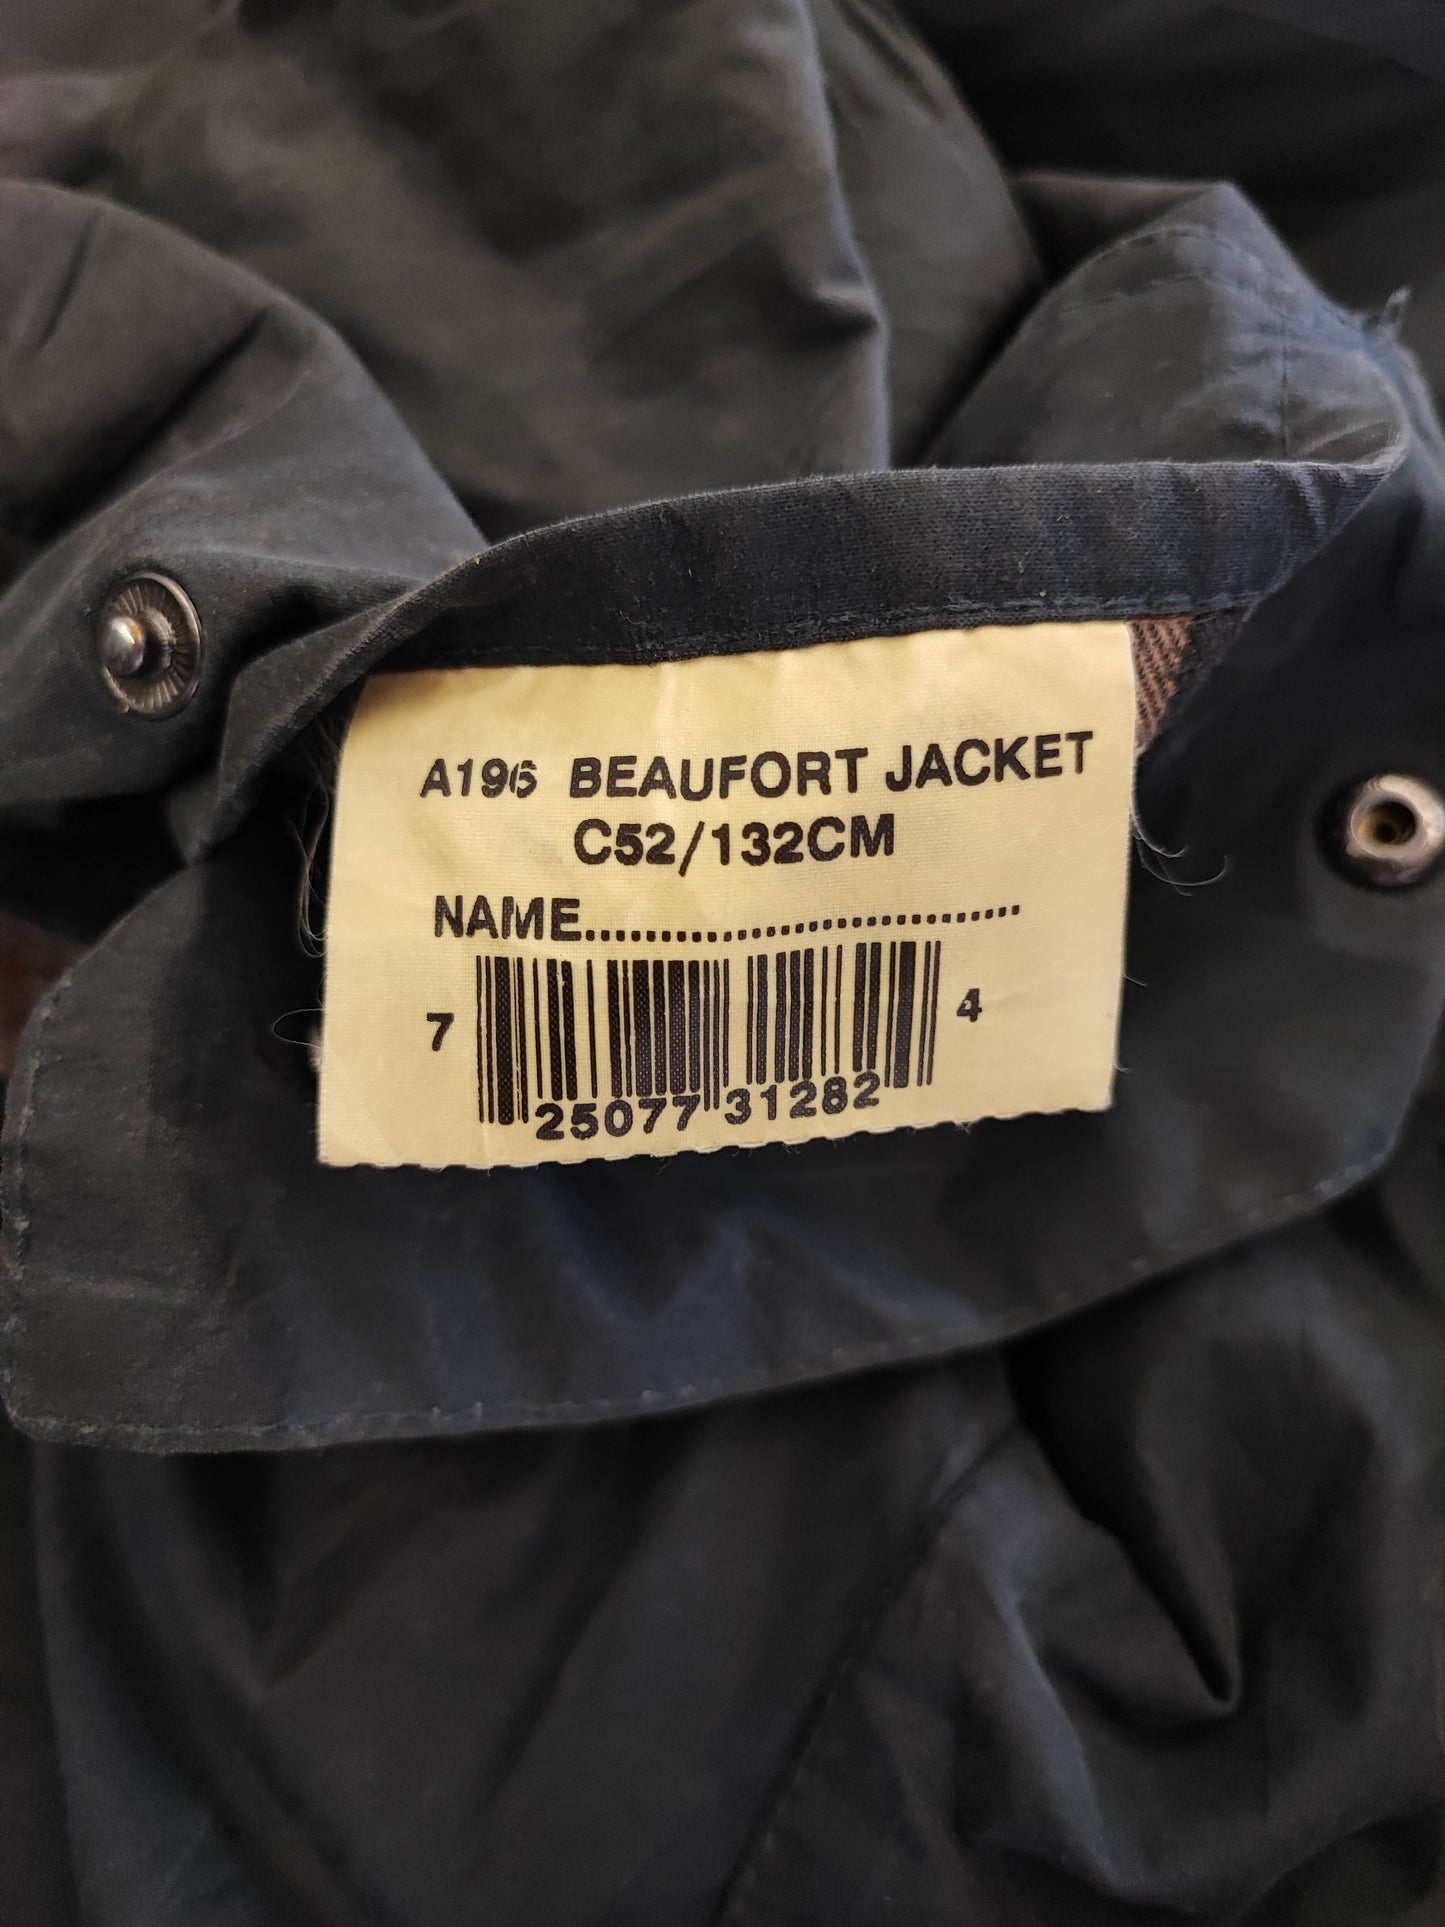 A196 BEAUFORT JACKET
C52/132CM
NAME..............................
7 25077 31282 4